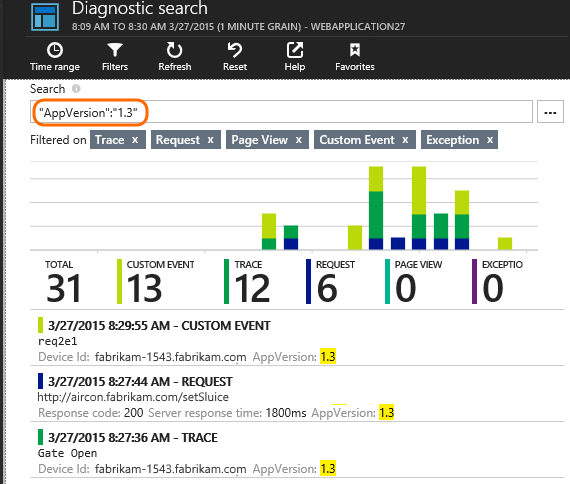 Diagnostic search
8:09 AM TO 8:30 AM 3/27/2015 (1 MINUTE GRAIN) - WEBAPPLICATION27
Time range Filters Refresh Reset Help Favorites
Search
"AppVersion":"1.3" ...
Filtered on Trace x Request x Page View x Custom Event x Exception x
TOTAL CUSTOM EVENT TRACE REQUEST PAGE VIEW EXCEPTIO
31 13 12 6 0 0
3/27/2015 8:29:55 AM - CUSTOM EVENT
req2e1
Device Id: fabrikam-1543.fabrikam.com AppVersion: 1.3
3/27/2015 8:27:44 AM - REQUEST
http://aircon.fabrikam.com/setSluice
Response code: 200 Server response time: 1800ms AppVersion: 1.3
3/27/2015 8:27:36 AM - TRACE
Gate Open
Device Id: fabrikam-1543.fabrikam.com AppVersion: 1.3